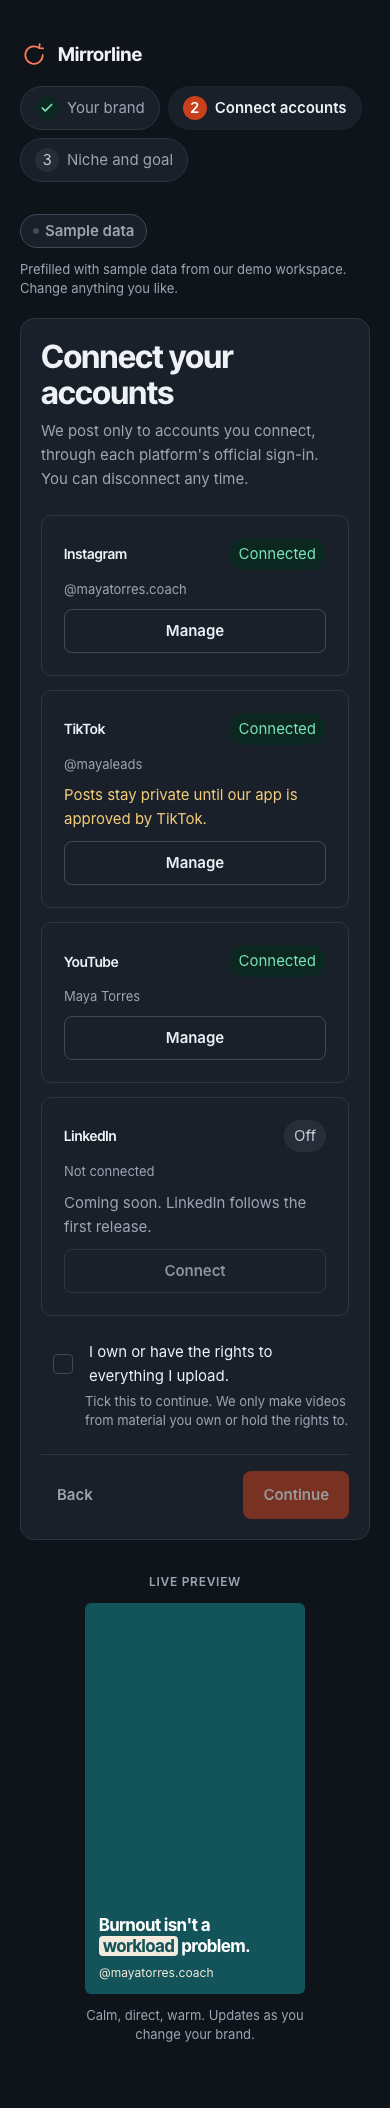 Mirrorline
Your brand
2 Connect accounts
3 Niche and goal
Sample data
Prefilled with sample data from our demo workspace.
Change anything you like.
Connect your
accounts
We post only to accounts you connect,
through each platform's official sign-in.
You can disconnect any time.
Instagram Connected
@mayatorres.coach
Manage
TikTok Connected
@mayaleads
Posts stay private until our app is
approved by TikTok.
Manage
YouTube Connected
Maya Torres
Manage
LinkedIn Off
Not connected
Coming soon. LinkedIn follows the
first release.
Connect
I own or have the rights to
everything I upload.
Tick this to continue. We only make videos
from material you own or hold the rights to.
Back Continue
LIVE PREVIEW
Burnout isn't a
workload problem.
@mayatorres.coach
Calm, direct, warm. Updates as you
change your brand.